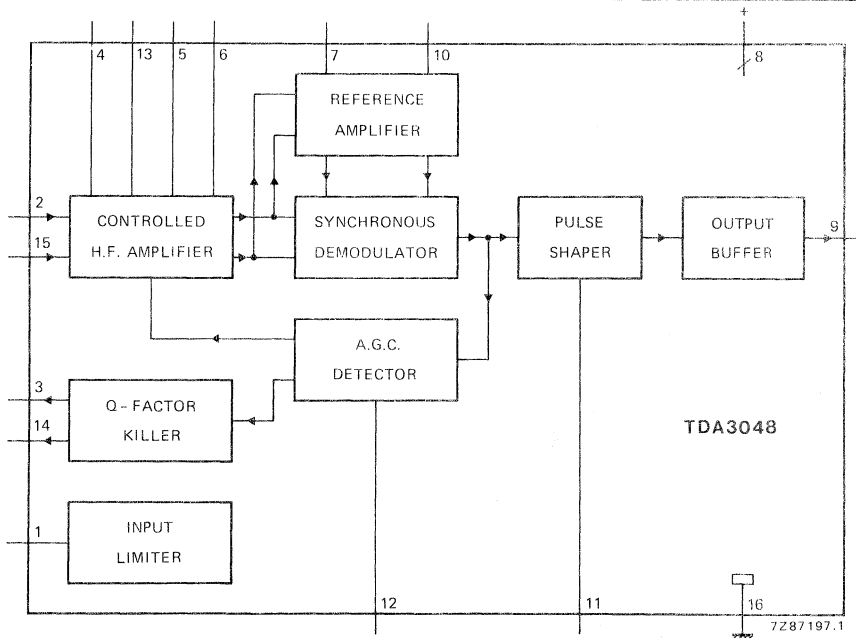 +
4 13 5 6 7 10 8
REFERENCE
AMPLIFIER
2
15
CONTROLLED
H.F. AMPLIFIER
SYNCHRONOUS
DEMODULATOR
PULSE
SHAPER
OUTPUT
BUFFER
9
A.G.C.
DETECTOR
3
14
Q-FACTOR
KILLER
TDA3048
1
INPUT
LIMITER
12 11 16
7Z87197.1